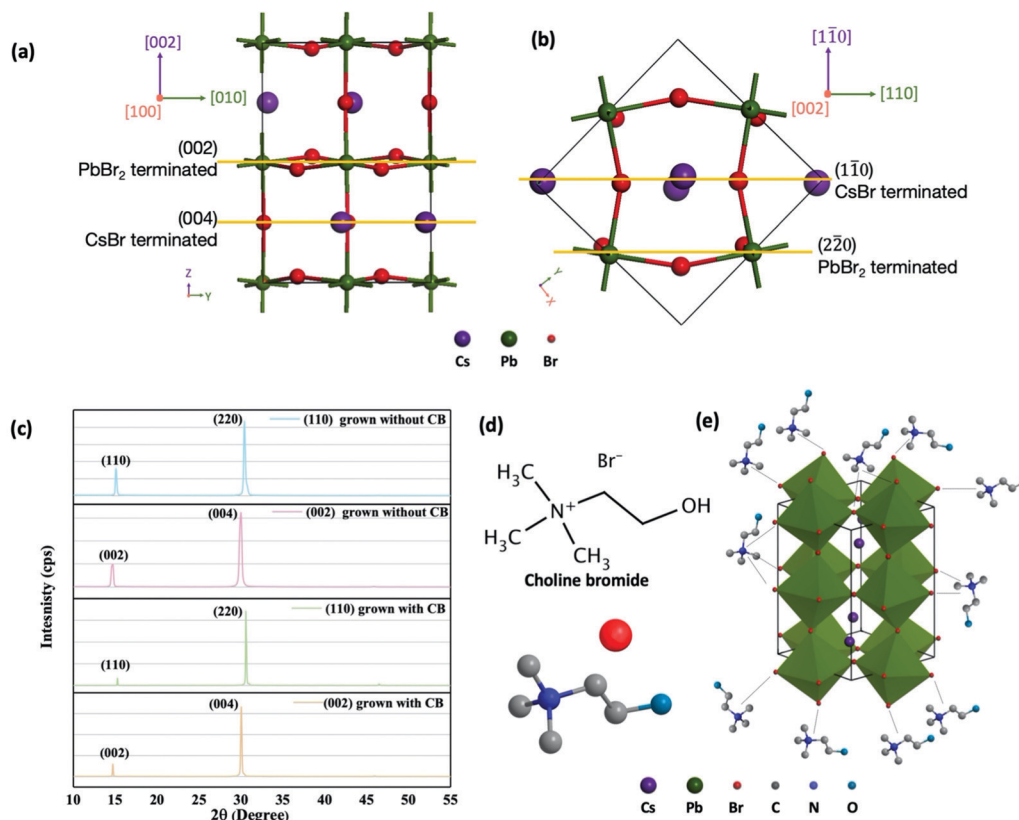 (a)
[002]
[100]
[010]
(002)
PbBr₂ terminated
(004)
CsBr terminated
Z
Y
(b)
[11̅0]
[002]
[110]
(11̅0)
CsBr terminated
(22̅0)
PbBr₂ terminated
Y
X
Cs
Pb
Br
(c)
Intesnisty (cps)
(220)
(110) grown without CB
(110)
(004)
(002) grown without CB
(002)
(220)
(110) grown with CB
(110)
(004)
(002) grown with CB
(002)
10
15
20
25
30
35
40
45
50
55
2θ (Degree)
(d)
Br⁻
H₃C
N⁺
OH
H₃C
CH₃
Choline bromide
(e)
Cs
Pb
Br
C
N
O